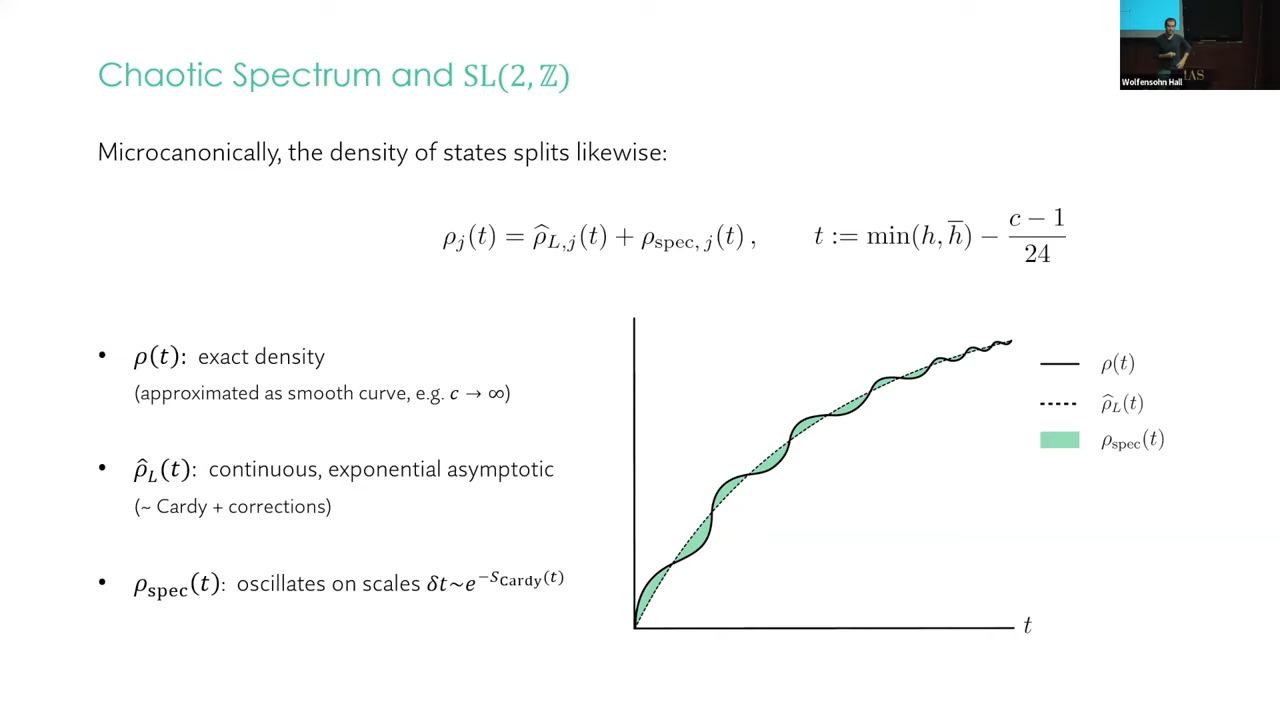 Chaotic Spectrum and SL(2, ℤ)
Wolfensohn Hall
IAS
Microcanonically, the density of states splits likewise:
ρ_j(t) = ρ̂_{L,j}(t) + ρ_{spec,j}(t) ,    t := min(h, h̅) − (c − 1)/24
• ρ(t): exact density
(approximated as smooth curve, e.g. c → ∞)
• ρ̂_L(t): continuous, exponential asymptotic
(~ Cardy + corrections)
• ρ_spec(t): oscillates on scales δt~e^{−S_Cardy(t)}
ρ(t)
ρ̂_L(t)
ρ_spec(t)
t